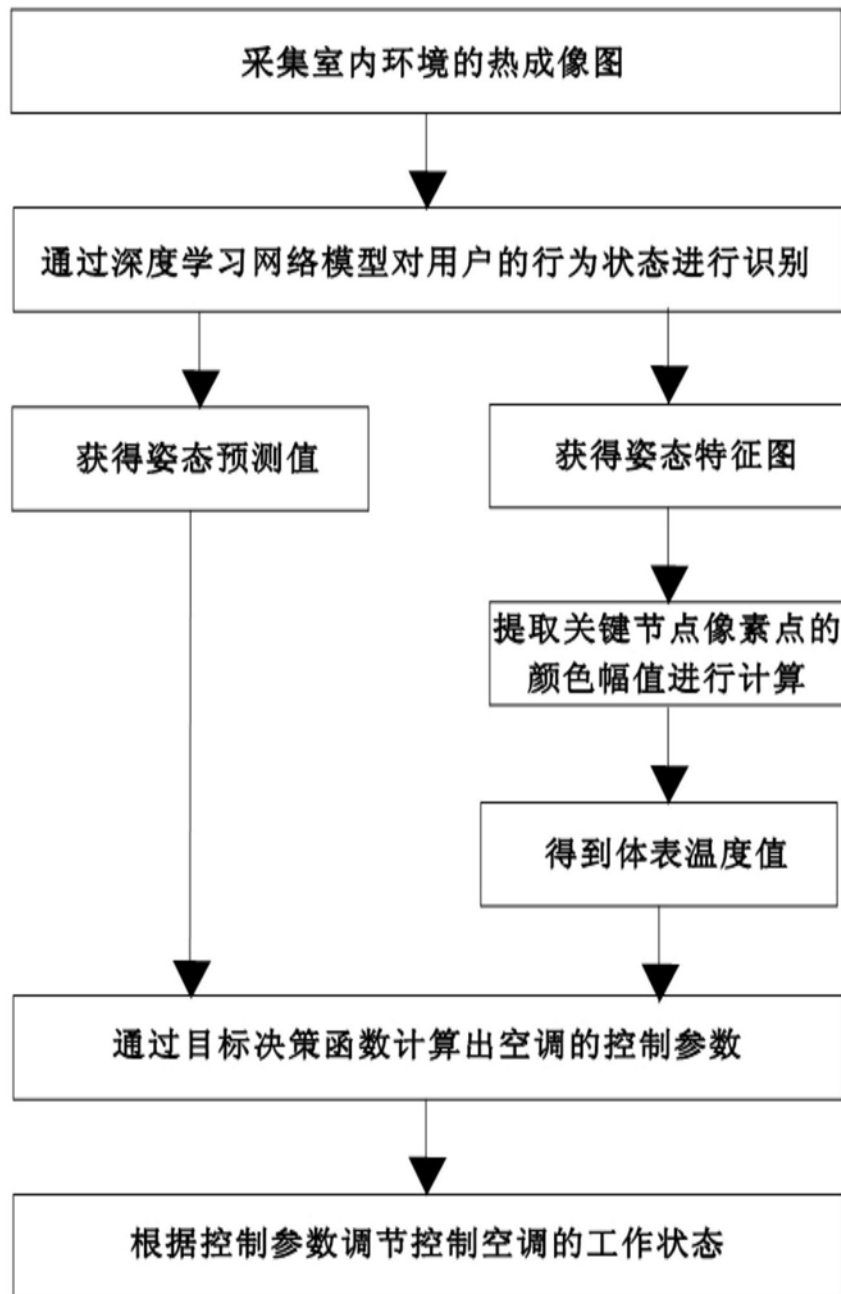 采集室内环境的热成像图
通过深度学习网络模型对用户的行为状态进行识别
获得姿态预测值
获得姿态特征图
提取关键节点像素点的
颜色幅值进行计算
得到体表温度值
通过目标决策函数计算出空调的控制参数
根据控制参数调节控制空调的工作状态